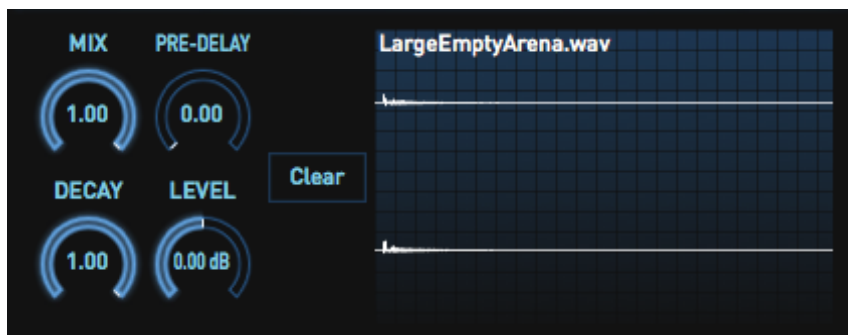 MIX
PRE-DELAY
1.00
0.00
DECAY
LEVEL
1.00
0.00 dB
Clear
LargeEmptyArena.wav